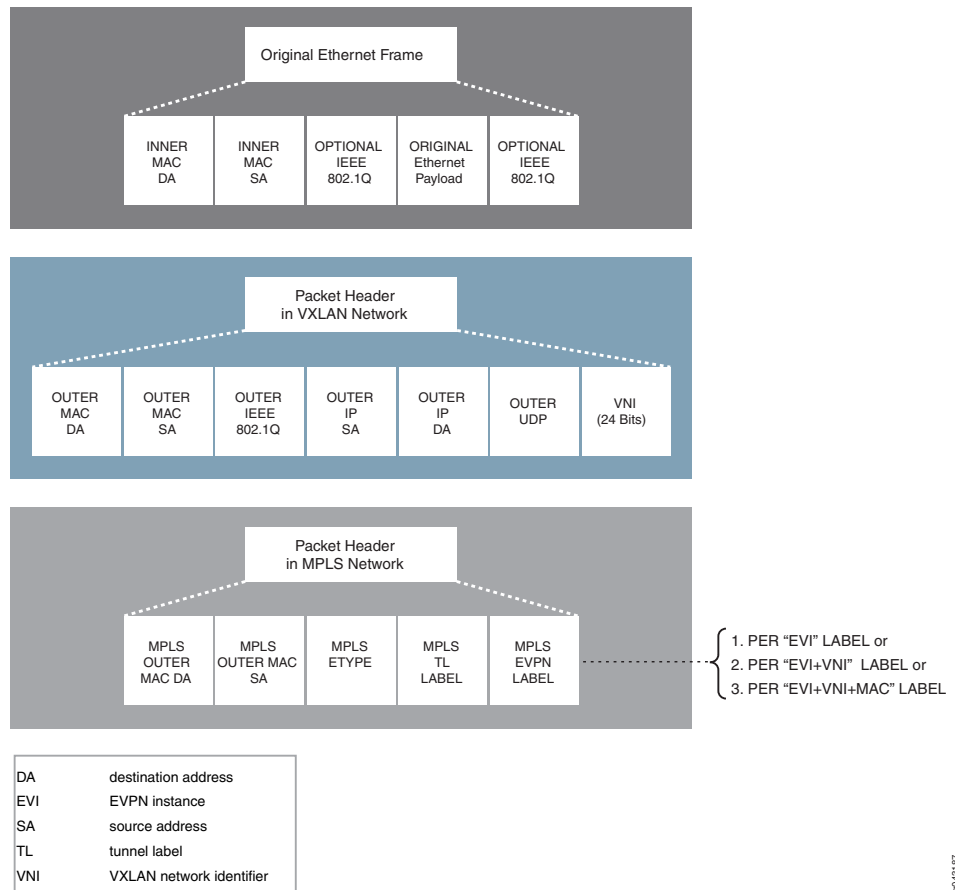 Original Ethernet Frame
INNER
MAC
DA
INNER
MAC
SA
OPTIONAL
IEEE
802.1Q
ORIGINAL
Ethernet
Payload
OPTIONAL
IEEE
802.1Q
Packet Header
in VXLAN Network
OUTER
MAC
DA
OUTER
MAC
SA
OUTER
IEEE
802.1Q
OUTER
IP
SA
OUTER
IP
DA
OUTER
UDP
VNI
(24 Bits)
Packet Header
in MPLS Network
MPLS
OUTER
MAC DA
MPLS
OUTER MAC
SA
MPLS
ETYPE
MPLS
TL
LABEL
MPLS
EVPN
LABEL
1. PER “EVI” LABEL or
2. PER “EVI+VNI” LABEL or
3. PER “EVI+VNI+MAC” LABEL
DA destination address
EVI EVPN instance
SA source address
TL tunnel label
VNI VXLAN network identifier